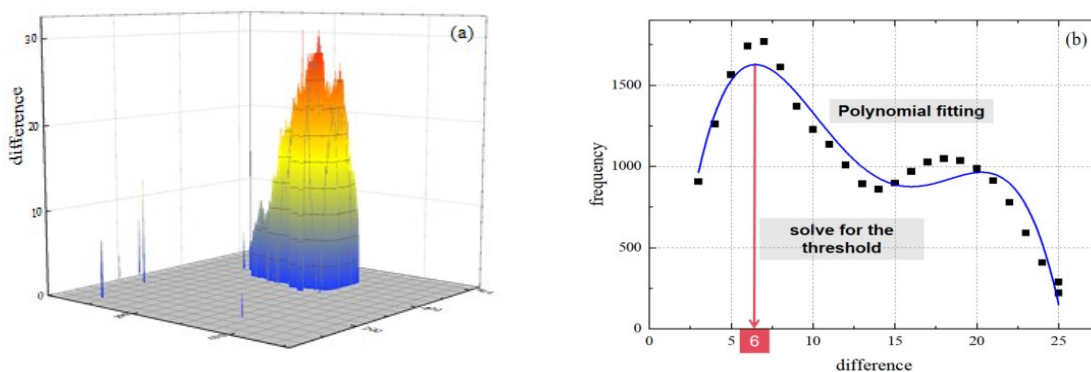 (a)
30
20
10
0
difference
(b)
1500
1000
500
0
frequency
Polynomial fitting
solve for the
threshold
0
5
6
10
15
20
25
difference